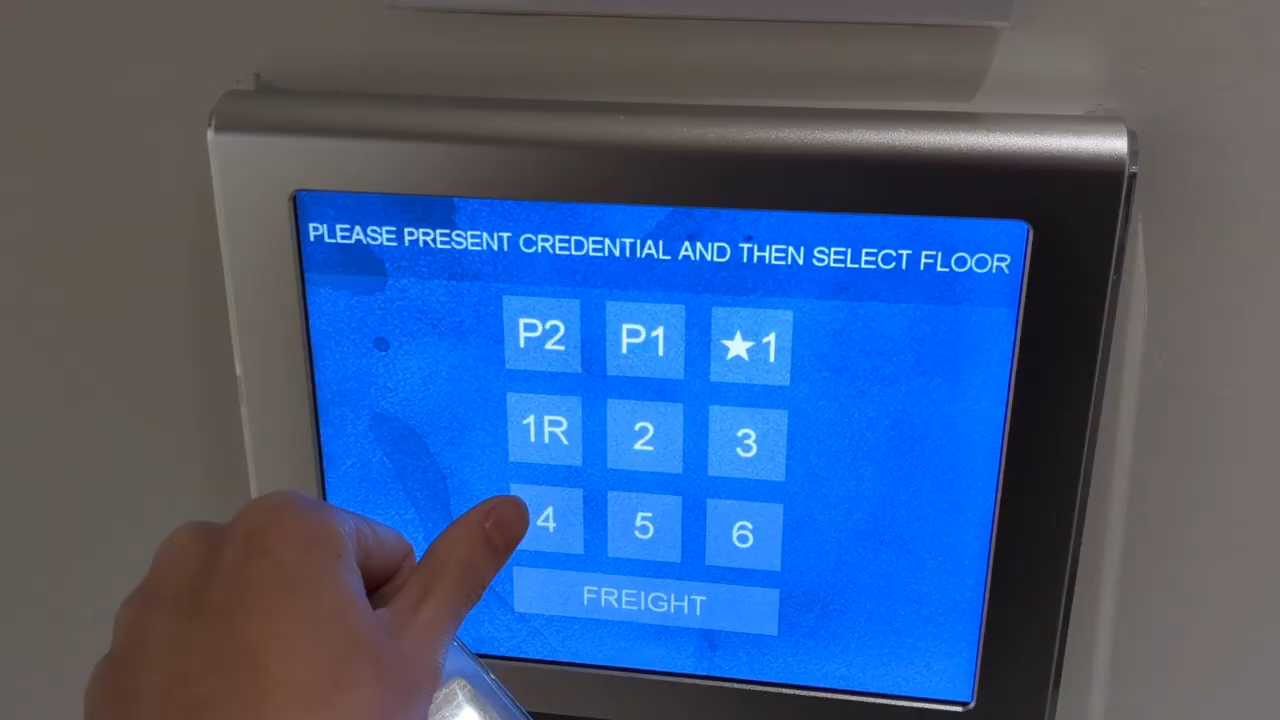 PLEASE PRESENT CREDENTIAL AND THEN SELECT FLOOR
P2 P1 ★1
1R 2 3
4 5 6
FREIGHT